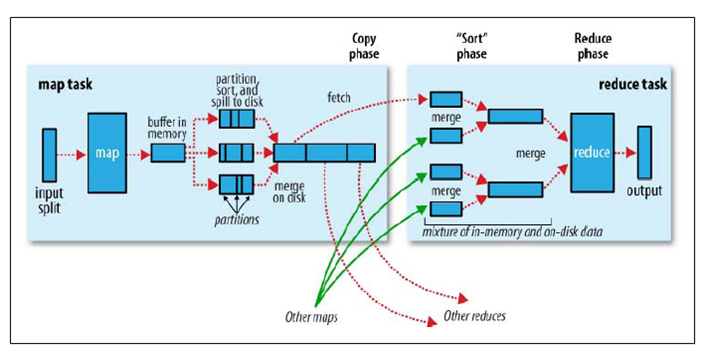 Copy
phase
“Sort”
phase
Reduce
phase
map task
reduce task
partition,
sort, and
spill to disk
fetch
buffer in
memory
map
input
split
merge
on disk
partitions
merge
merge
merge
reduce
output
mixture of in-memory and on-disk data
Other maps
Other reduces